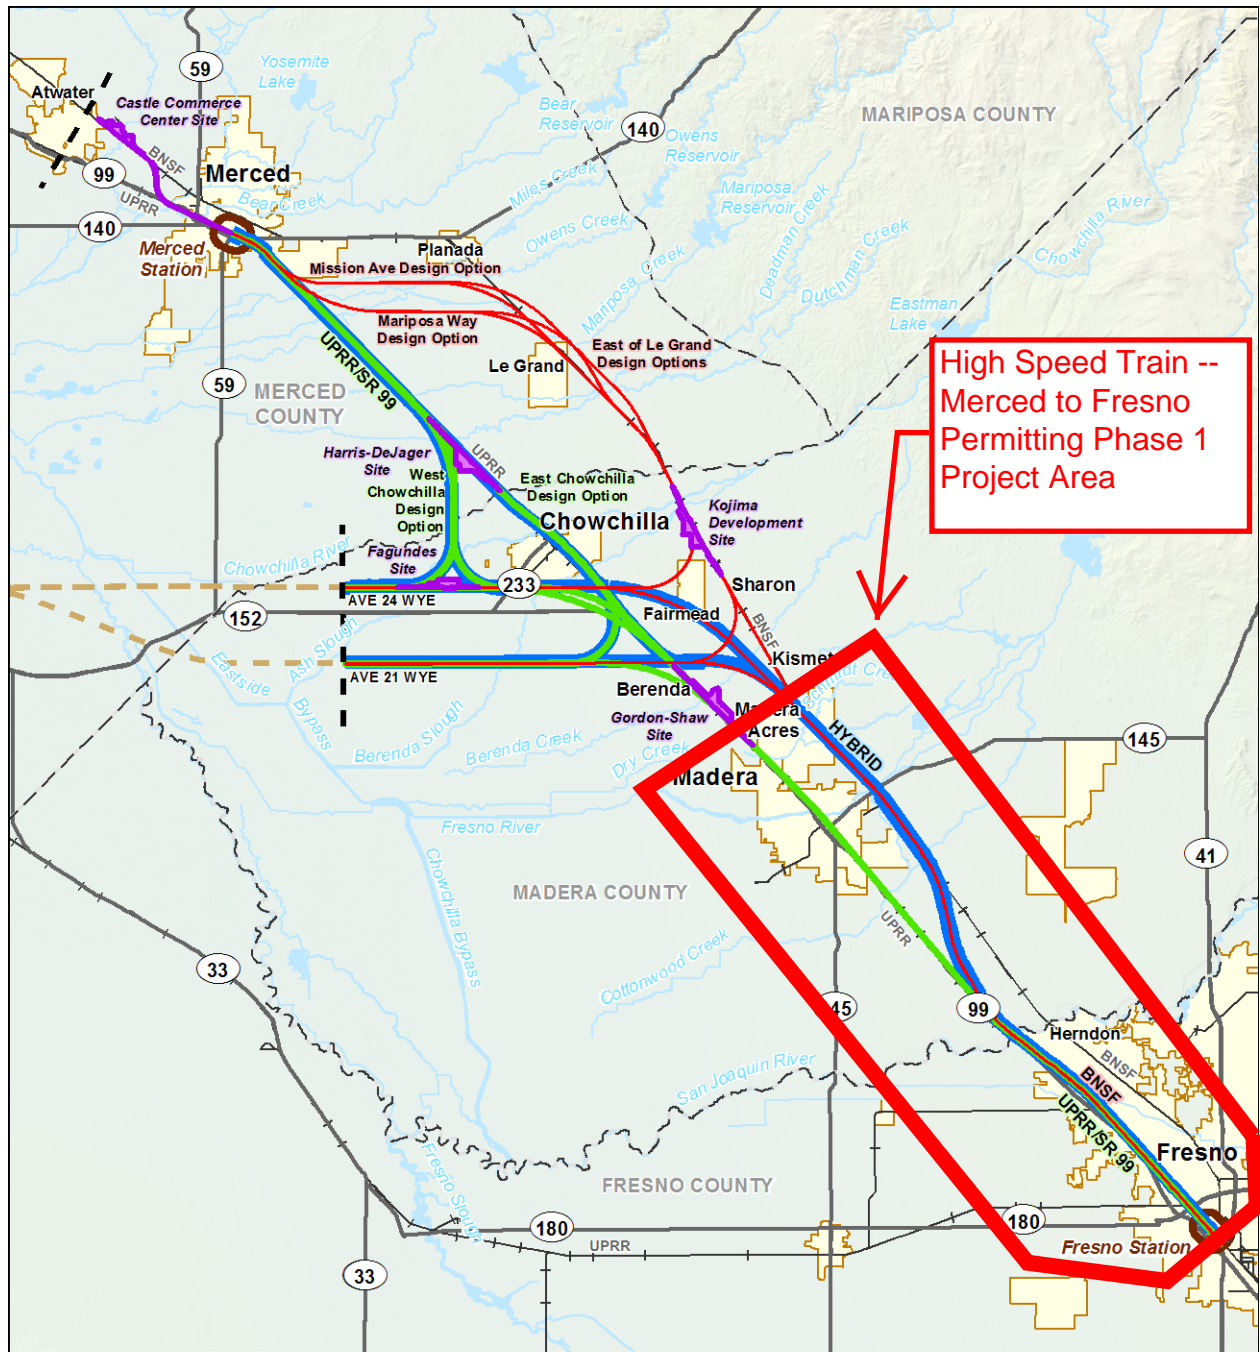 59
Yosemite
Lake
Atwater
Castle Commerce
Center Site
Bear
Reservoir
MARIPOSA COUNTY
140
Owens
Reservoir
BNSF
99
Merced
Miles Creek
Mariposa
Reservoir
UPRR
Bear Creek
Deadman Creek
Chowchilla River
140
Owens Creek
Dutchman Creek
Merced
Station
Planada
Mission Ave Design Option
Mariposa Creek
Eastman
Lake
Mariposa Way
Design Option
East of Le Grand
Design Options
UPRR/SR 99
Le Grand
High Speed Train --
Merced to Fresno
Permitting Phase 1
Project Area
59
MERCED
COUNTY
Harris-DeJager
Site
UPRR
West
Chowchilla
Design
Option
East Chowchilla
Design Option
Kojima
Development
Site
Chowchilla
Chowchilla River
Fagundes
Site
233
Sharon
AVE 24 WYE
152
Fairmead
BNSF
Ash Slough
Eastside
Bypass
Kismet
AVE 21 WYE
Berenda
Gordon-Shaw
Site
Acres
HYBRID
145
Berenda Slough
Berenda Creek
Dry Creek
Madera
Fresno River
41
Chowchilla Bypass
MADERA COUNTY
UPRR
33
Cottonwood Creek
45
99
Herndon
San Joaquin River
BNSF
BNSF
UPRR/SR 99
Fresno
Fresno Slough
FRESNO COUNTY
180
180
UPRR
Fresno Station
33